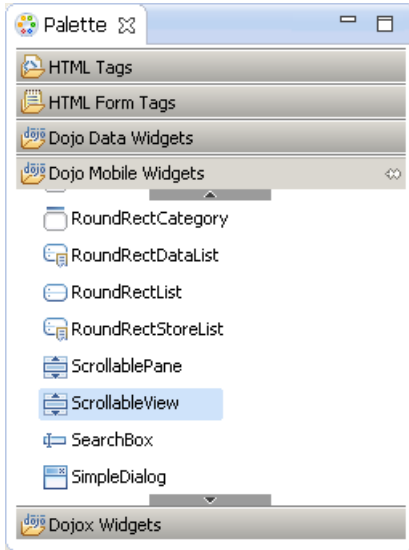 Palette
HTML Tags
HTML Form Tags
dojo Dojo Data Widgets
dojo Dojo Mobile Widgets
RoundRectCategory
RoundRectDataList
RoundRectList
RoundRectStoreList
ScrollablePane
ScrollableView
SearchBox
SimpleDialog
dojo Dojox Widgets